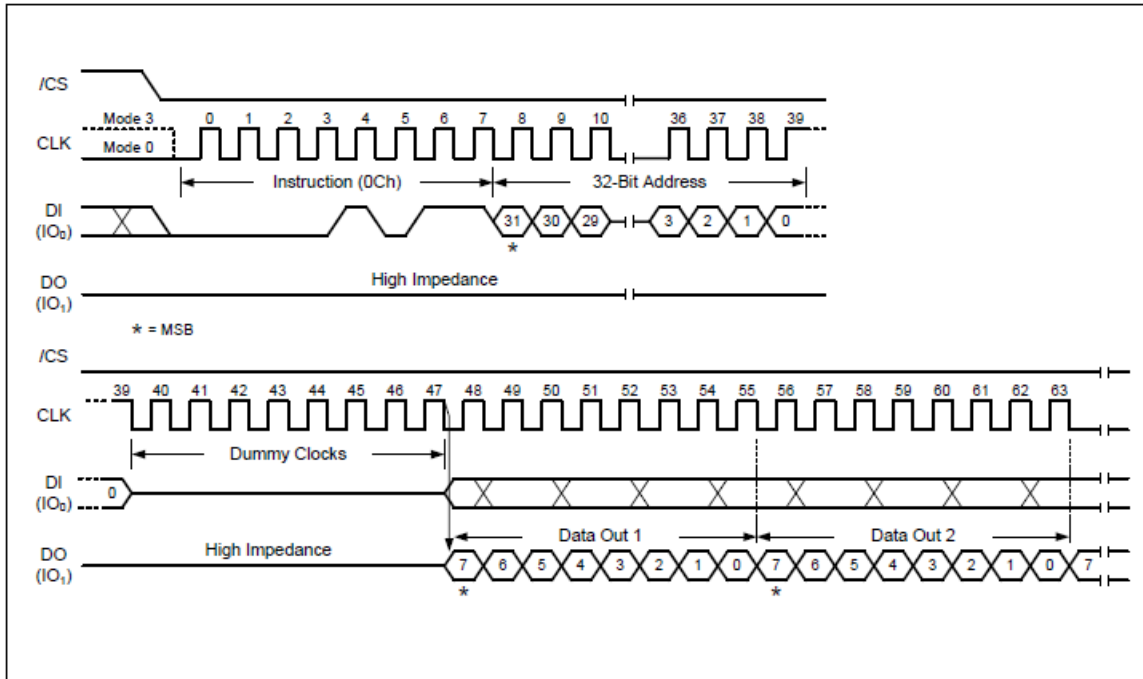 /CS
Mode 3 0 1 2 3 4 5 6 7 8 9 10 36 37 38 39
CLK Mode 0
Instruction (0Ch) 32-Bit Address
DI
(IO₀) 31 30 29 3 2 1 0
*
DO High Impedance
(IO₁)
* = MSB
/CS
39 40 41 42 43 44 45 46 47 48 49 50 51 52 53 54 55 56 57 58 59 60 61 62 63
CLK
Dummy Clocks
DI
(IO₀) 0
High Impedance Data Out 1 Data Out 2
DO
(IO₁) 7 6 5 4 3 2 1 0 7 6 5 4 3 2 1 0 7
* *